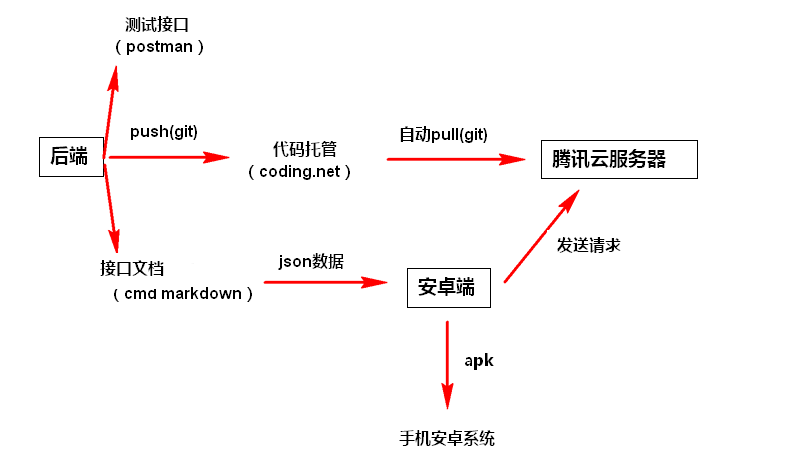 测试接口
（postman）
push(git)
后端
代码托管
（coding.net）
自动pull(git)
腾讯云服务器
发送请求
接口文档
（cmd markdown）
json数据
安卓端
apk
手机安卓系统